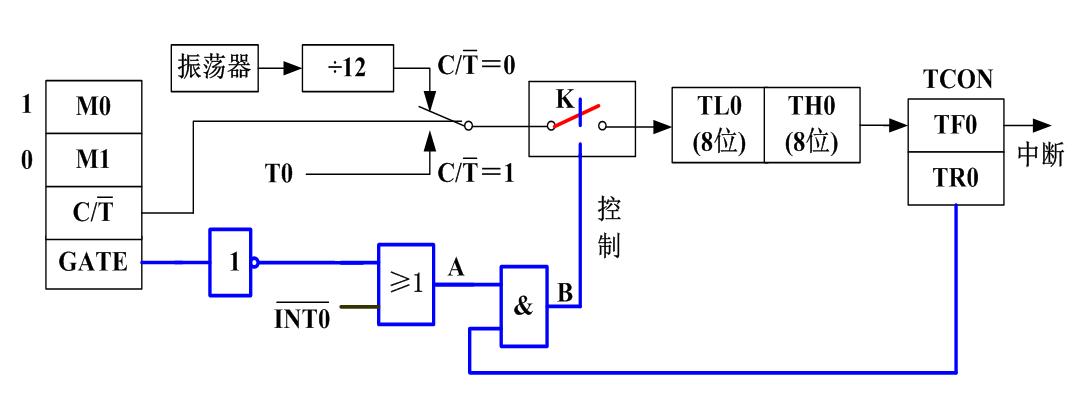 振荡器
÷12
C/T̅=0
TCON
1
M0
K
TL0
(8位)
TH0
(8位)
TF0
中断
0
M1
T0
C/T̅=1
TR0
C/T̅
控
制
GATE
1
≥1
A
I̅N̅T̅0̅
&
B